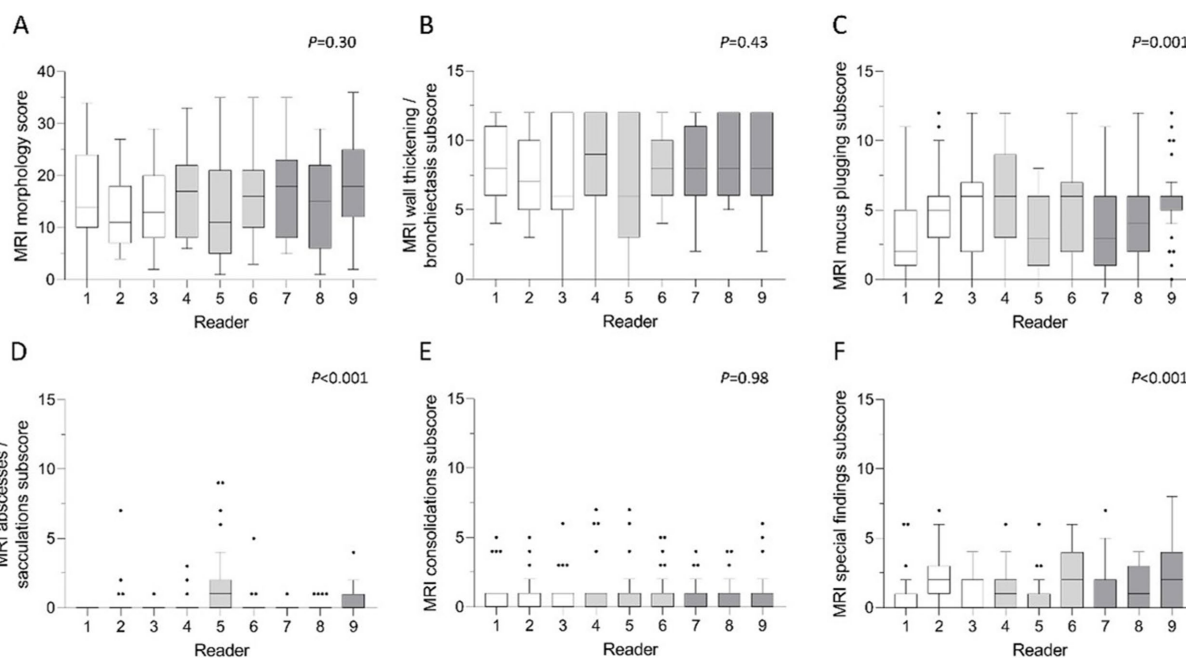 A
P=0.30
MRI morphology score
40
30
20
10
0
1 2 3 4 5 6 7 8 9
Reader
B
P=0.43
MRI wall thickening /
bronchiectasis subscore
15
10
5
0
1 2 3 4 5 6 7 8 9
Reader
C
P=0.001
MRI mucus plugging subscore
15
10
5
0
1 2 3 4 5 6 7 8 9
Reader
D
P<0.001
MRI abscesses /
sacculations subscore
15
10
5
0
1 2 3 4 5 6 7 8 9
Reader
E
P=0.98
MRI consolidations subscore
15
10
5
0
1 2 3 4 5 6 7 8 9
Reader
F
P<0.001
MRI special findings subscore
15
10
5
0
1 2 3 4 5 6 7 8 9
Reader